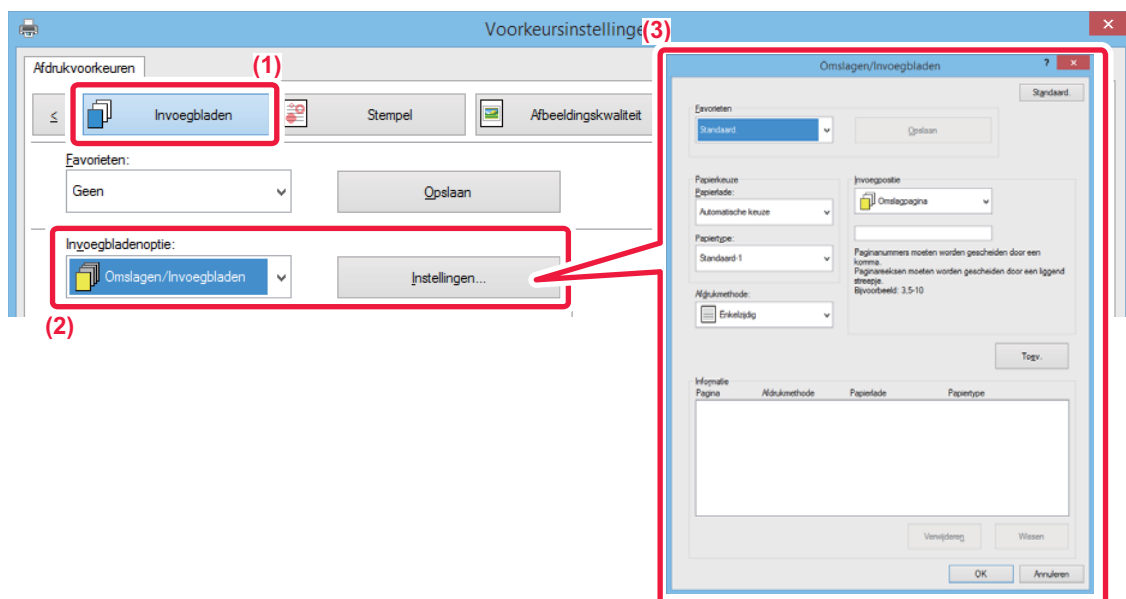 Voorkeursinstellinge
(3)
Afdrukvoorkeuren
(1)
<
Invoegbladen
Stempel
Afbeeldingskwaliteit
Favorieten:
Geen
Opslaan
Invoegbladenoptie:
Omslagen/Invoegbladen
Instellingen...
(2)
Omslagen/Invoegbladen
?
Standaard.
Favorieten
Standaard
Opslaan
Papierkeuze
Papierlade:
Automatische keuze
Papiertype:
Standaard-1
Afdrukmethode:
Enkelzijdig
Invoegpositie
Omslagpagina
Paginanummers moeten worden gescheiden door een
komma.
Paginareeksen moeten worden gescheiden door een liggend
streepje.
Bijvoorbeeld: 3,5-10
Toev.
Informatie
Pagina Afdrukmethode Papierlade Papiertype
Verwijderen
Wissen
OK
Annuleren